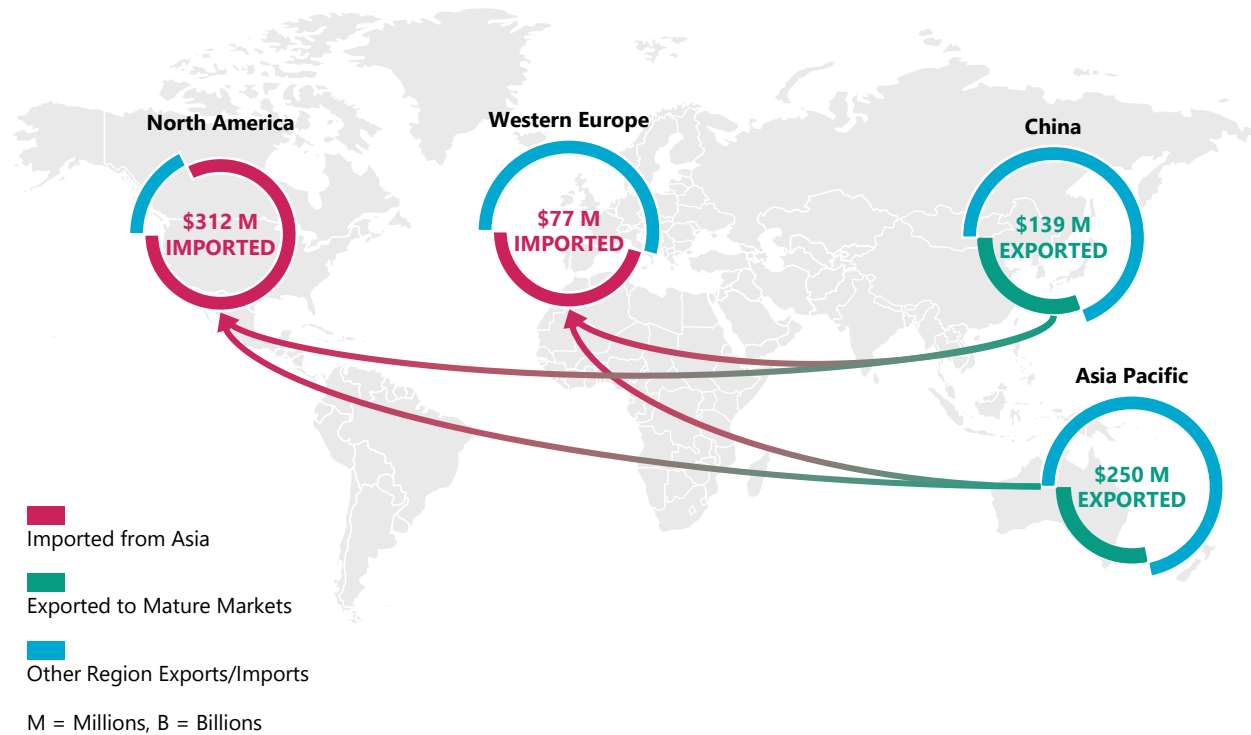 North America
$312 M
IMPORTED
Western Europe
$77 M
IMPORTED
China
$139 M
EXPORTED
Asia Pacific
$250 M
EXPORTED
Imported from Asia
Exported to Mature Markets
Other Region Exports/Imports
M = Millions, B = Billions